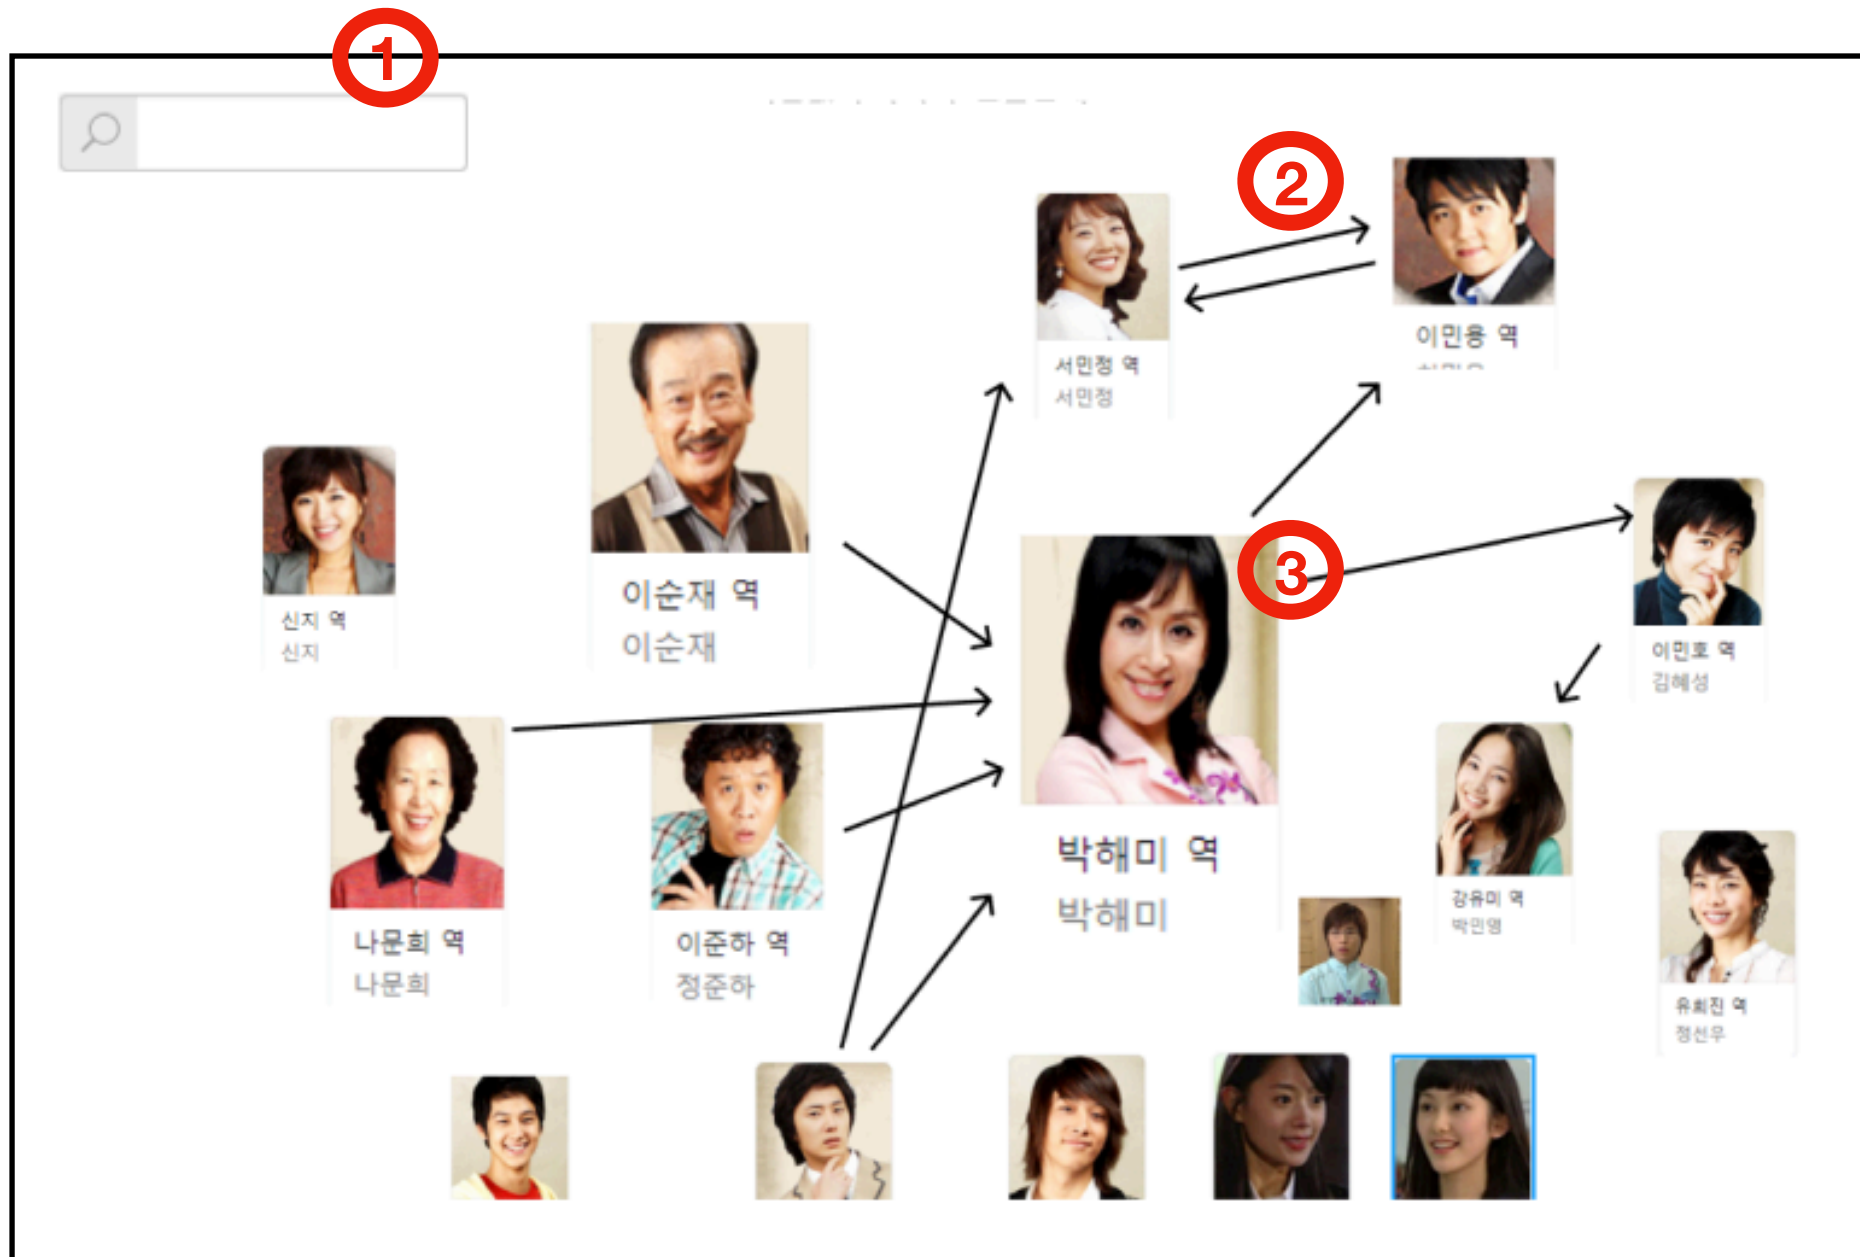 1
2
서민정 역
서민정
이민용 역
신지 역
신지
이순재 역
이순재
3
이민호 역
김혜성
나문희 역
나문희
이준하 역
정준하
박해미 역
박해미
강유미 역
박민영
유희진 역
정선우